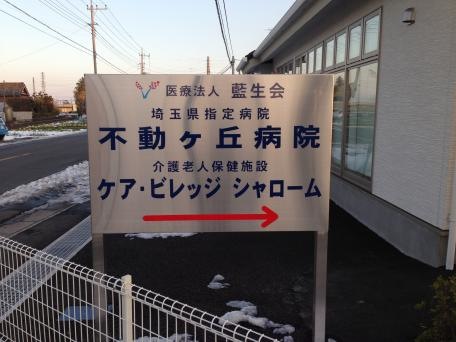 医療法人 藍生会
埼玉県指定病院
不動ヶ丘病院
介護老人保健施設
ケア・ビレッジ シャローム